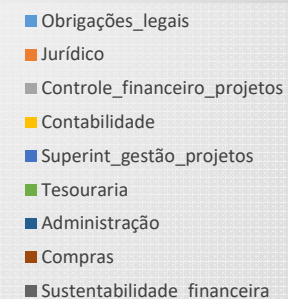 Obrigações_legais
Jurídico
Controle_financeiro_projetos
Contabilidade
Superint_gestão_projetos
Tesouraria
Administração
Compras
Sustentabilidade_financeira